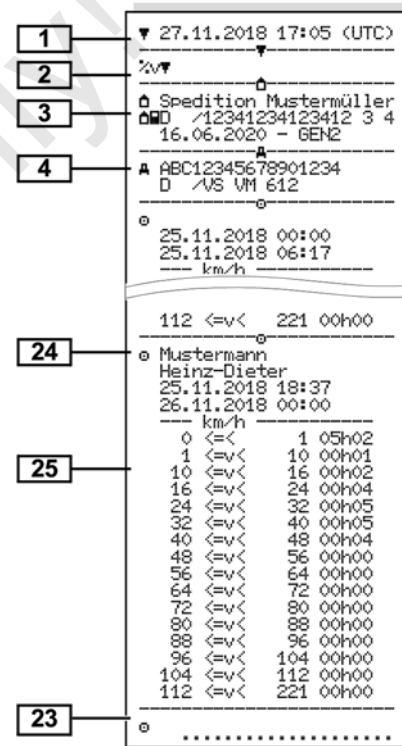 1
▼ 27.11.2018 17:05 (UTC)
2
%v▼
3
Spedition Mustermüller
D /12341234123412 3 4
16.06.2020 - GEN2
4
A ABC12345678901234
D /VS VM 612
25.11.2018 00:00
25.11.2018 06:17
--- km/h ---
112 <=v< 221 00h00
24
Mustermann
Heinz-Dieter
25.11.2018 18:37
26.11.2018 00:00
--- km/h ---
25
0 <=< 1 05h02
1 <=v< 10 00h01
10 <=v< 16 00h02
16 <=v< 24 00h04
24 <=v< 32 00h05
32 <=v< 40 00h05
40 <=v< 48 00h04
48 <=v< 56 00h00
56 <=v< 64 00h00
64 <=v< 72 00h00
72 <=v< 80 00h00
80 <=v< 88 00h00
88 <=v< 96 00h00
96 <=v< 104 00h00
104 <=v< 112 00h00
112 <=v< 221 00h00
23
....................